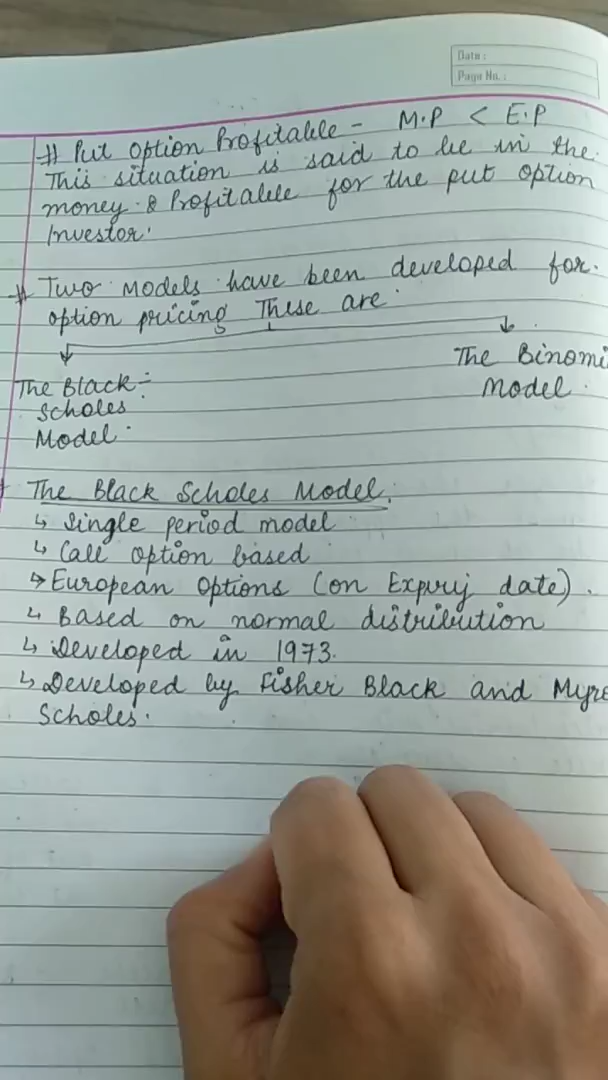 Date :
Page No. :
# Put Option Profitable - M.P < E.P
This situation is said to be in the
money & Profitable for the put option
Investor.
# Two Models have been developed for
option pricing These are
The Black-
Scholes
Model.
The Binomi
Model.
The Black Scholes Model.
↳ Single period model
↳ Call option based
↳ European Options (on Expiry date).
↳ Based on normal distribution
↳ Developed in 1973.
↳ Developed by Fisher Black and Myro
Scholes.